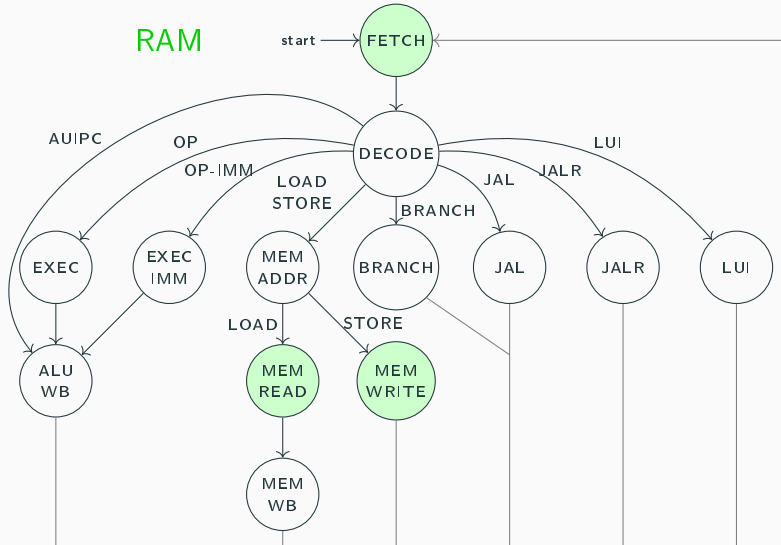 RAM
start
FETCH
DECODE
AUIPC
OP
OP-IMM
LOAD
STORE
BRANCH
JAL
JALR
LUI
EXEC
EXEC
IMM
MEM
ADDR
BRANCH
JAL
JALR
LUI
LOAD
STORE
ALU
WB
MEM
READ
MEM
WRITE
MEM
WB